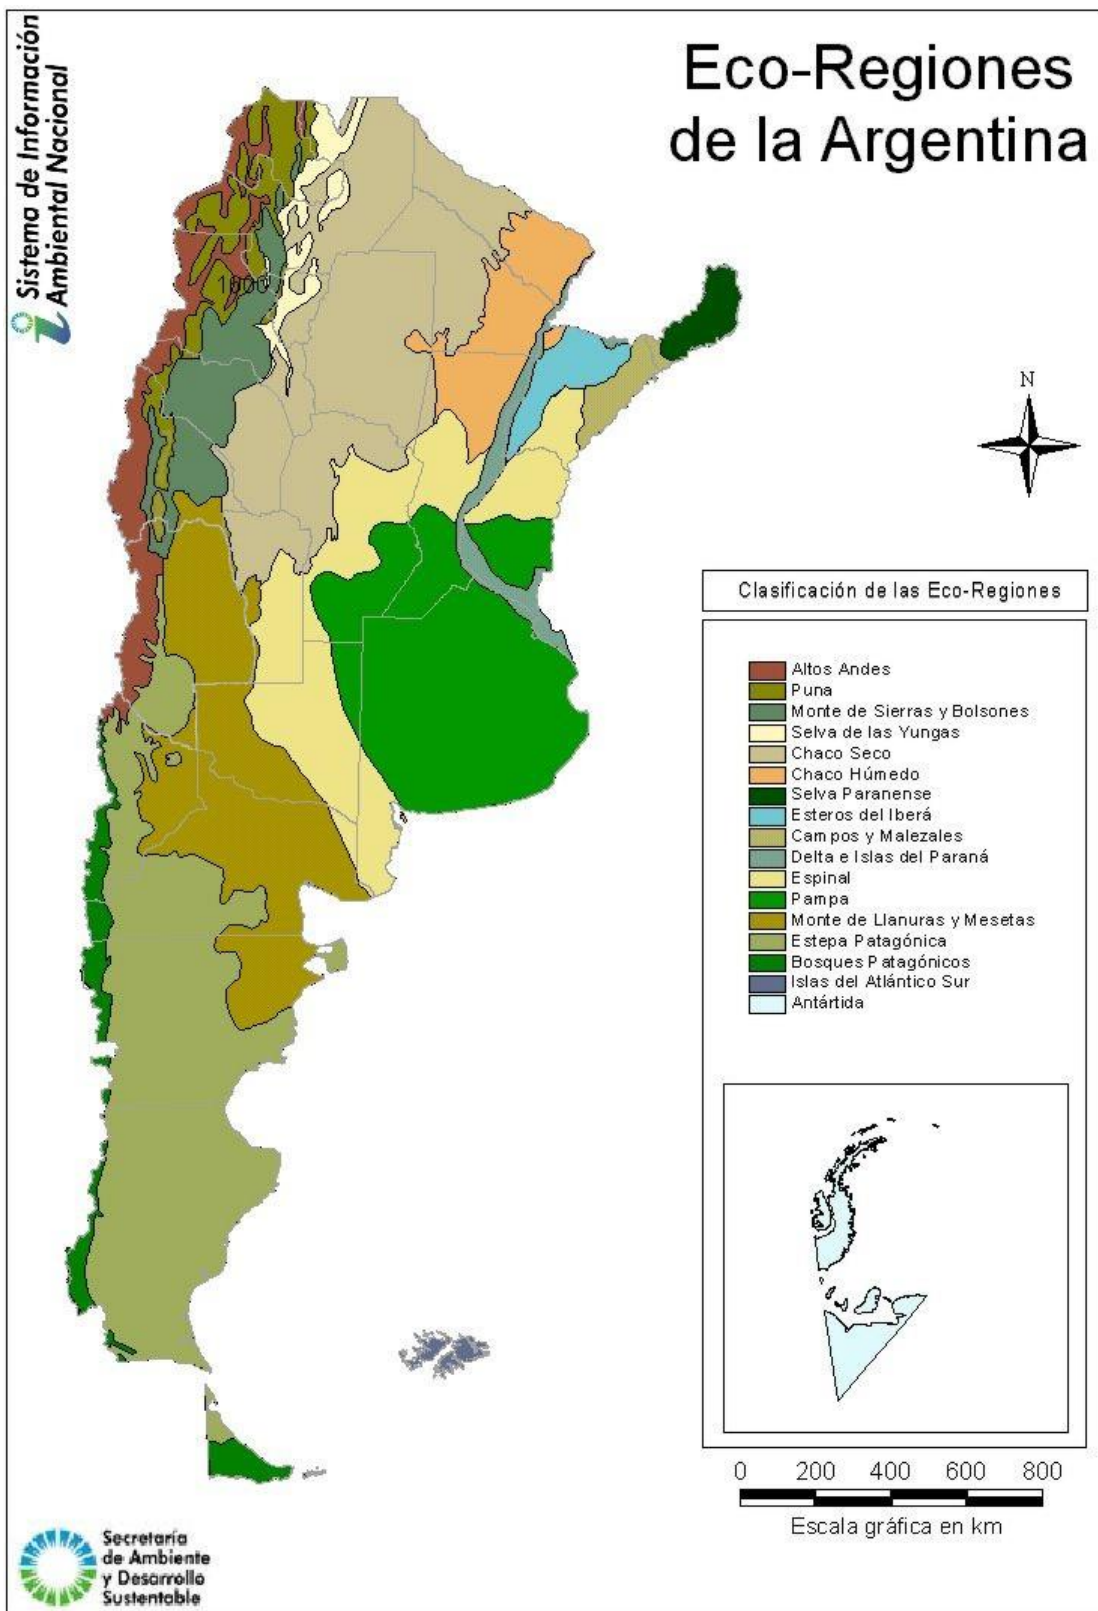 Sistema de Información
Ambiental Nacional
Eco-Regiones
de la Argentina
1000
N
Clasificación de las Eco-Regiones
Altos Andes
Puna
Monte de Sierras y Bolsones
Selva de las Yungas
Chaco Seco
Chaco Húmedo
Selva Paranense
Esteros del Iberá
Campos y Malezales
Delta e Islas del Paraná
Espinal
Pampa
Monte de Llanuras y Mesetas
Estepa Patagónica
Bosques Patagónicos
Islas del Atlántico Sur
Antártida
0 200 400 600 800
Escala gráfica en km
Secretaría
de Ambiente
y Desarrollo
Sustentable